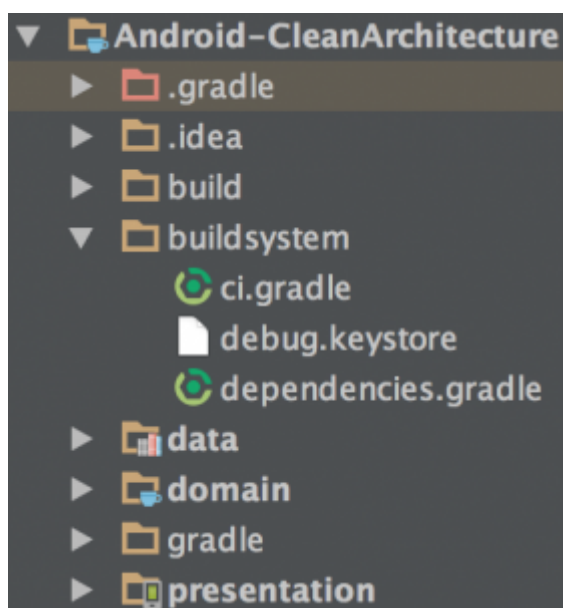 Android-CleanArchitecture
.gradle
.idea
build
buildsystem
ci.gradle
debug.keystore
dependencies.gradle
data
domain
gradle
presentation